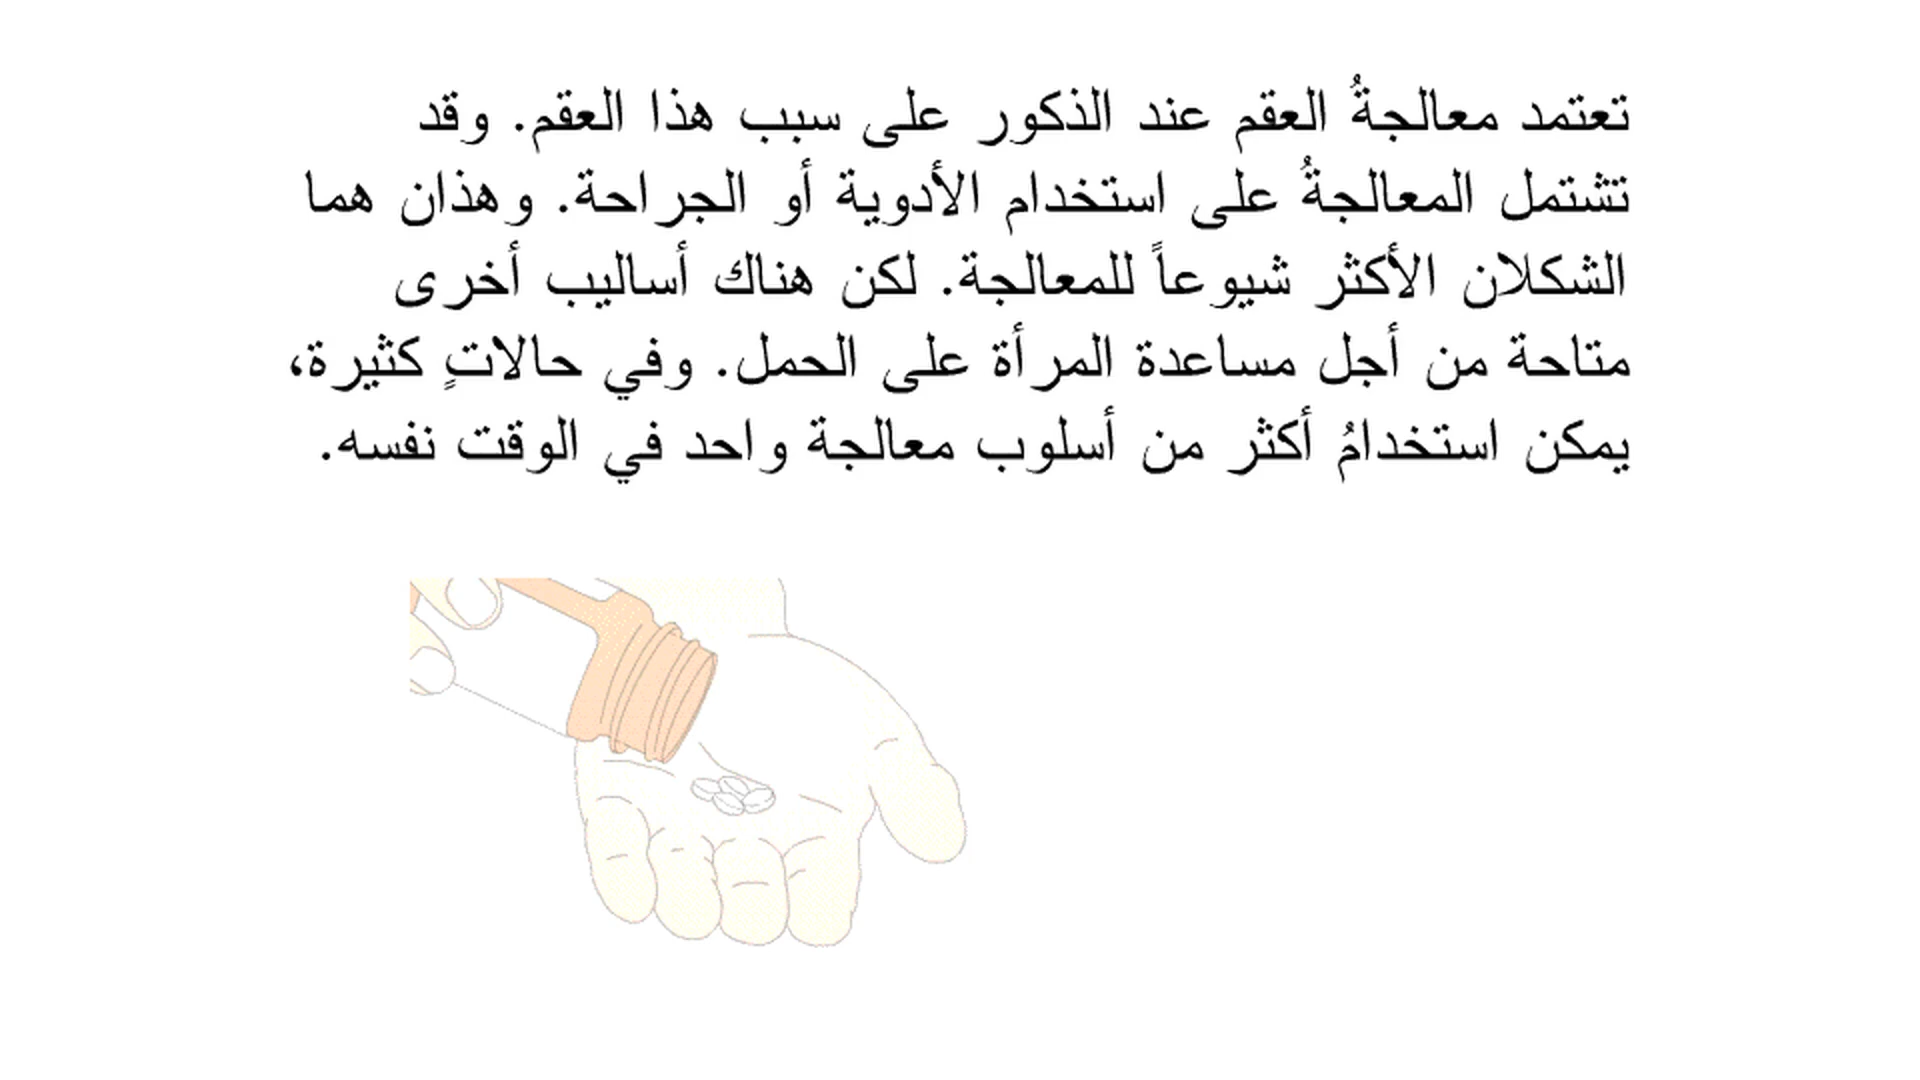 تعتمد معالجةُ العقم عند الذكور على سبب هذا العقم. وقد
تشتمل المعالجةُ على استخدام الأدوية أو الجراحة. وهذان هما
الشكلان الأكثر شيوعاً للمعالجة. لكن هناك أساليب أخرى
متاحة من أجل مساعدة المرأة على الحمل. وفي حالاتٍ كثيرة،
يمكن استخدامُ أكثر من أسلوب معالجة واحد في الوقت نفسه.